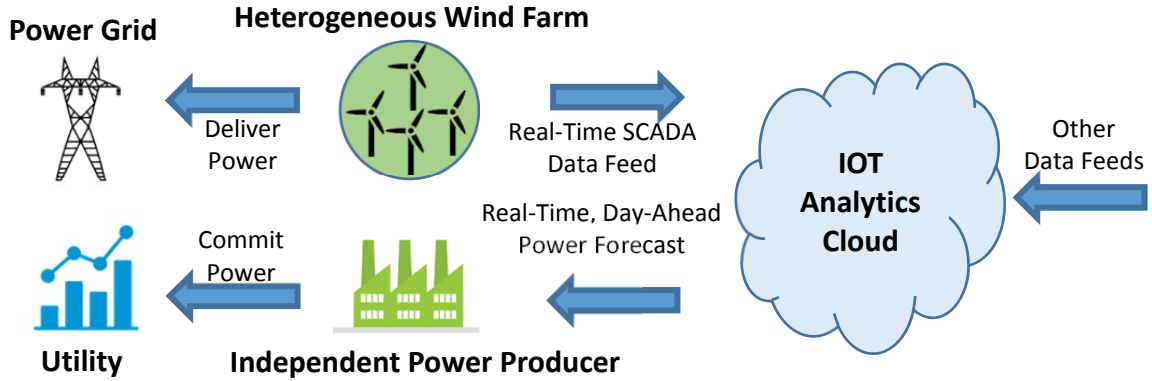 Heterogeneous Wind Farm
Power Grid
Deliver
Power
Real-Time SCADA
Data Feed
IOT
Analytics
Cloud
Other
Data Feeds
Real-Time, Day-Ahead
Power Forecast
Commit
Power
Utility
Independent Power Producer